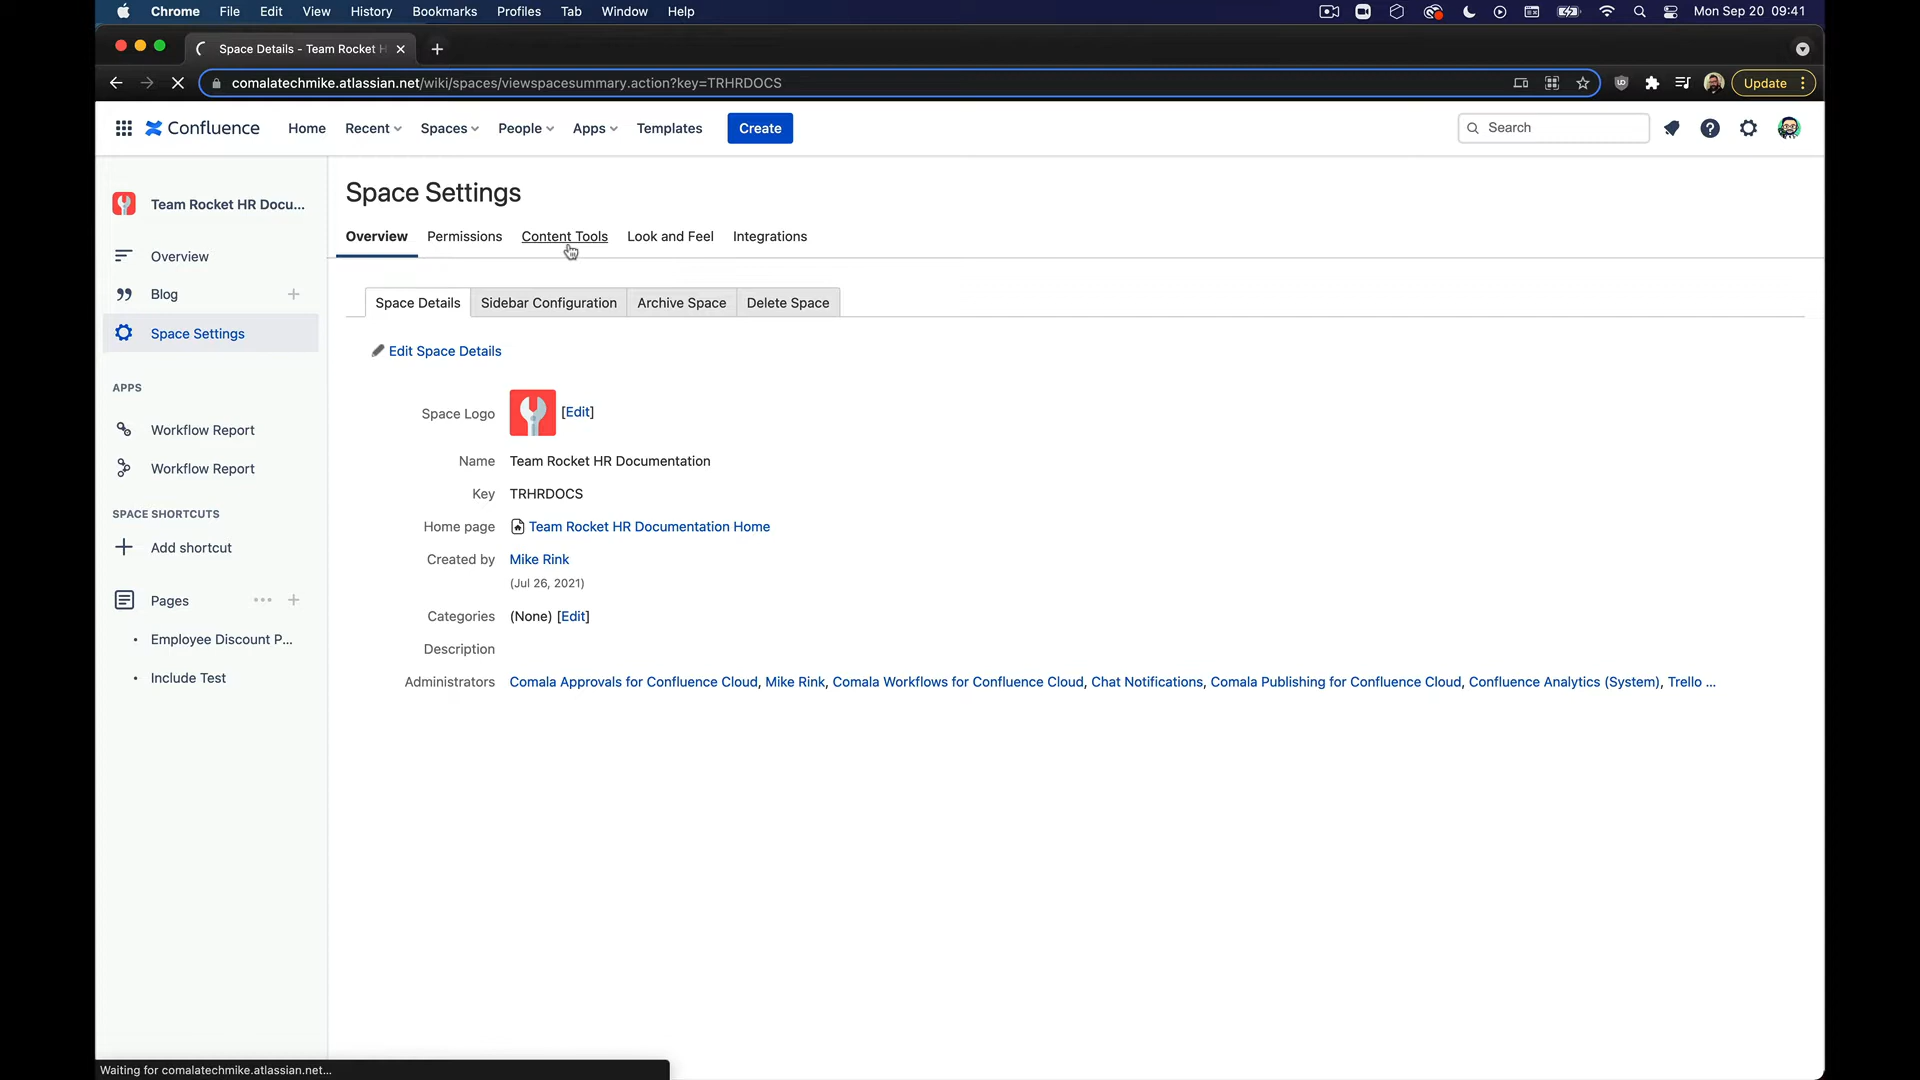 Chrome File Edit View History Bookmarks Profiles Tab Window Help Mon Sep 20 09:41
Space Details - Team Rocket H
comalatechmike.atlassian.net/wiki/spaces/viewspacesummary.action?key=TRHRDOCS Update
Confluence Home Recent Spaces People Apps Templates Create Search
Team Rocket HR Docu...
Overview
Blog
Space Settings
APPS
Workflow Report
Workflow Report
SPACE SHORTCUTS
Add shortcut
Pages
Employee Discount P...
Include Test
Space Settings
Overview Permissions Content Tools Look and Feel Integrations
Space Details Sidebar Configuration Archive Space Delete Space
Edit Space Details
Space Logo [Edit]
Name Team Rocket HR Documentation
Key TRHRDOCS
Home page Team Rocket HR Documentation Home
Created by Mike Rink
(Jul 26, 2021)
Categories (None) [Edit]
Description
Administrators Comala Approvals for Confluence Cloud, Mike Rink, Comala Workflows for Confluence Cloud, Chat Notifications, Comala Publishing for Confluence Cloud, Confluence Analytics (System), Trello ...
Waiting for comalatechmike.atlassian.net...